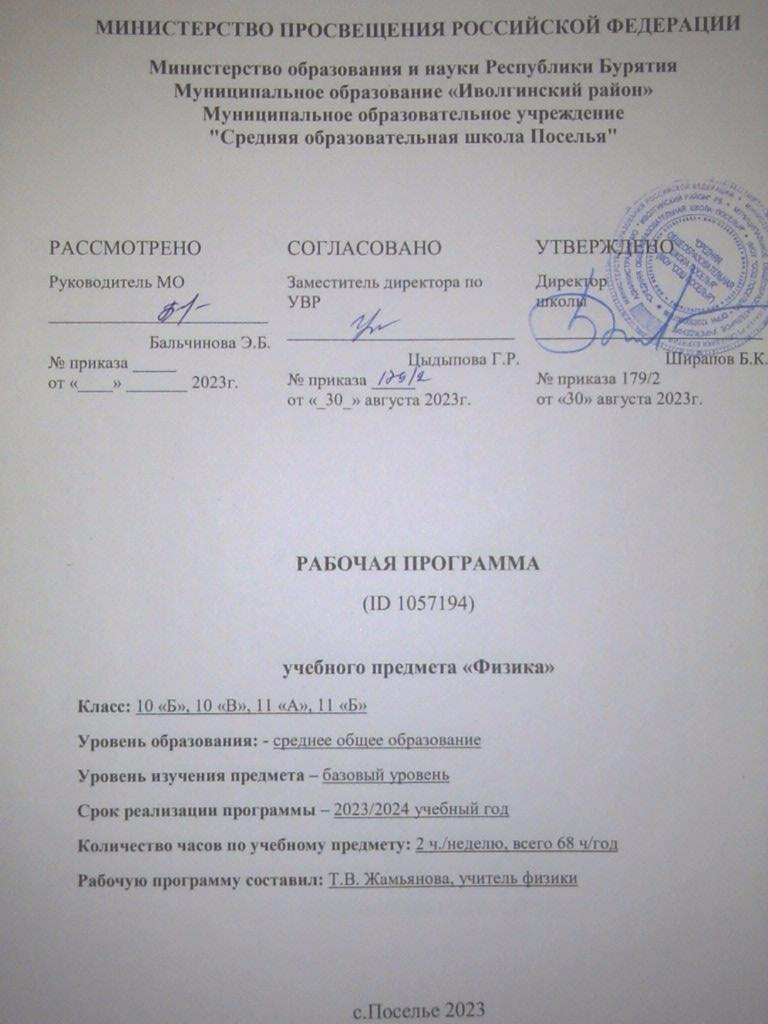 МИНИСТЕРСТВО ПРОСВЕЩЕНИЯ РОССИЙСКОЙ ФЕДЕРАЦИИ
Министерство образования и науки Республики Бурятия
Муниципальное образование «Иволгинский район»
Муниципальное образовательное учреждение
"Средняя образовательная школа Поселья"
РАССМОТРЕНО
Руководитель МО
Бальчинова Э.Б.
№ приказа _____
от «____» _______ 2023г.
СОГЛАСОВАНО
Заместитель директора по
УВР
Цыдыпова Г.Р.
№ приказа 179/2
от «_30_» августа 2023г.
УТВЕРЖДЕНО
Директор
школы
Ширапов Б.К.
№ приказа 179/2
от «30» августа 2023г.
РАБОЧАЯ ПРОГРАММА
(ID 1057194)
учебного предмета «Физика»
Класс: 10 «Б», 10 «В», 11 «А», 11 «Б»
Уровень образования: - среднее общее образование
Уровень изучения предмета – базовый уровень
Срок реализации программы – 2023/2024 учебный год
Количество часов по учебному предмету: 2 ч./неделю, всего 68 ч/год
Рабочую программу составил: Т.В. Жамьянова, учитель физики
с.Поселье 2023